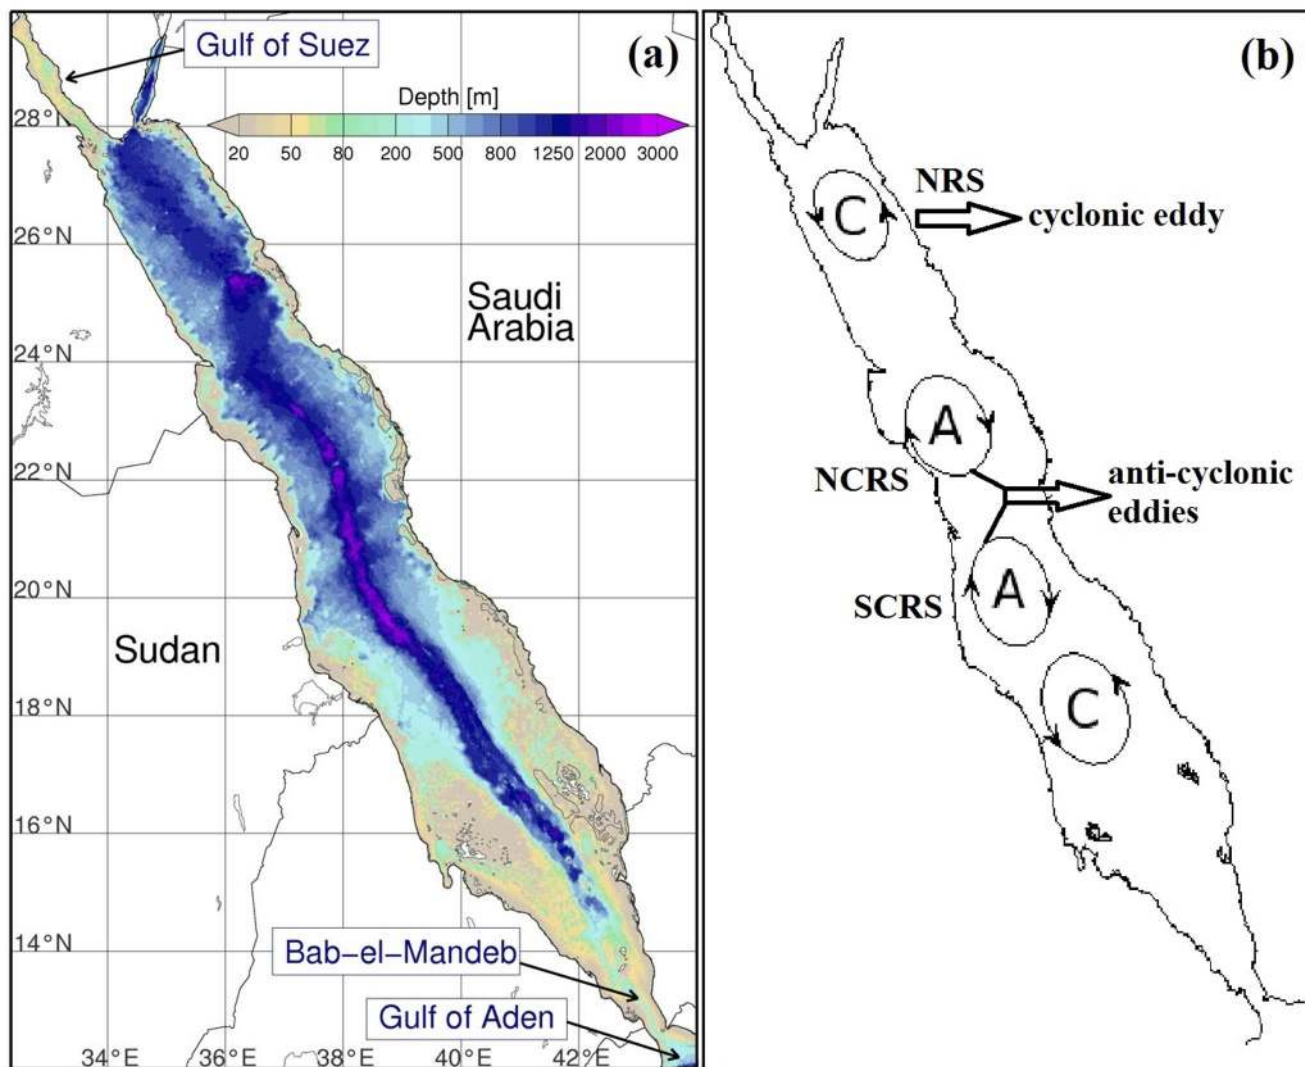 (a)
Gulf of Suez
Depth [m]
20 50 80 200 500 800 1250 2000 3000
28°N
26°N
24°N
22°N
20°N
18°N
16°N
14°N
Saudi
Arabia
Sudan
Bab-el-Mandeb
Gulf of Aden
34°E 36°E 38°E 40°E 42°E
(b)
C
NRS
cyclonic eddy
A
NCRS
anti-cyclonic
eddies
A
SCRS
C